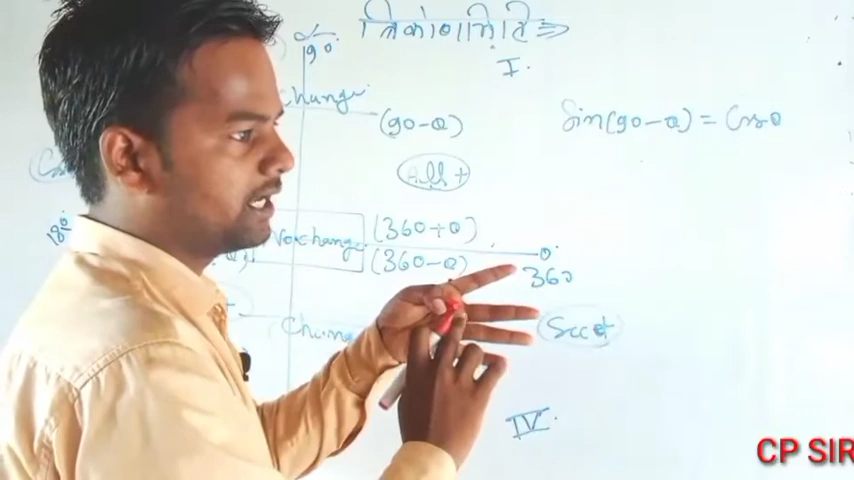 त्रिकोणमिति ⇒
90°
I.
Change
(90-θ)
Sin(90-θ) = Cosθ
All +
180°
No change
(360+θ)
0°
(360-θ)
360
Change
Sec +
IV.
CP SIR